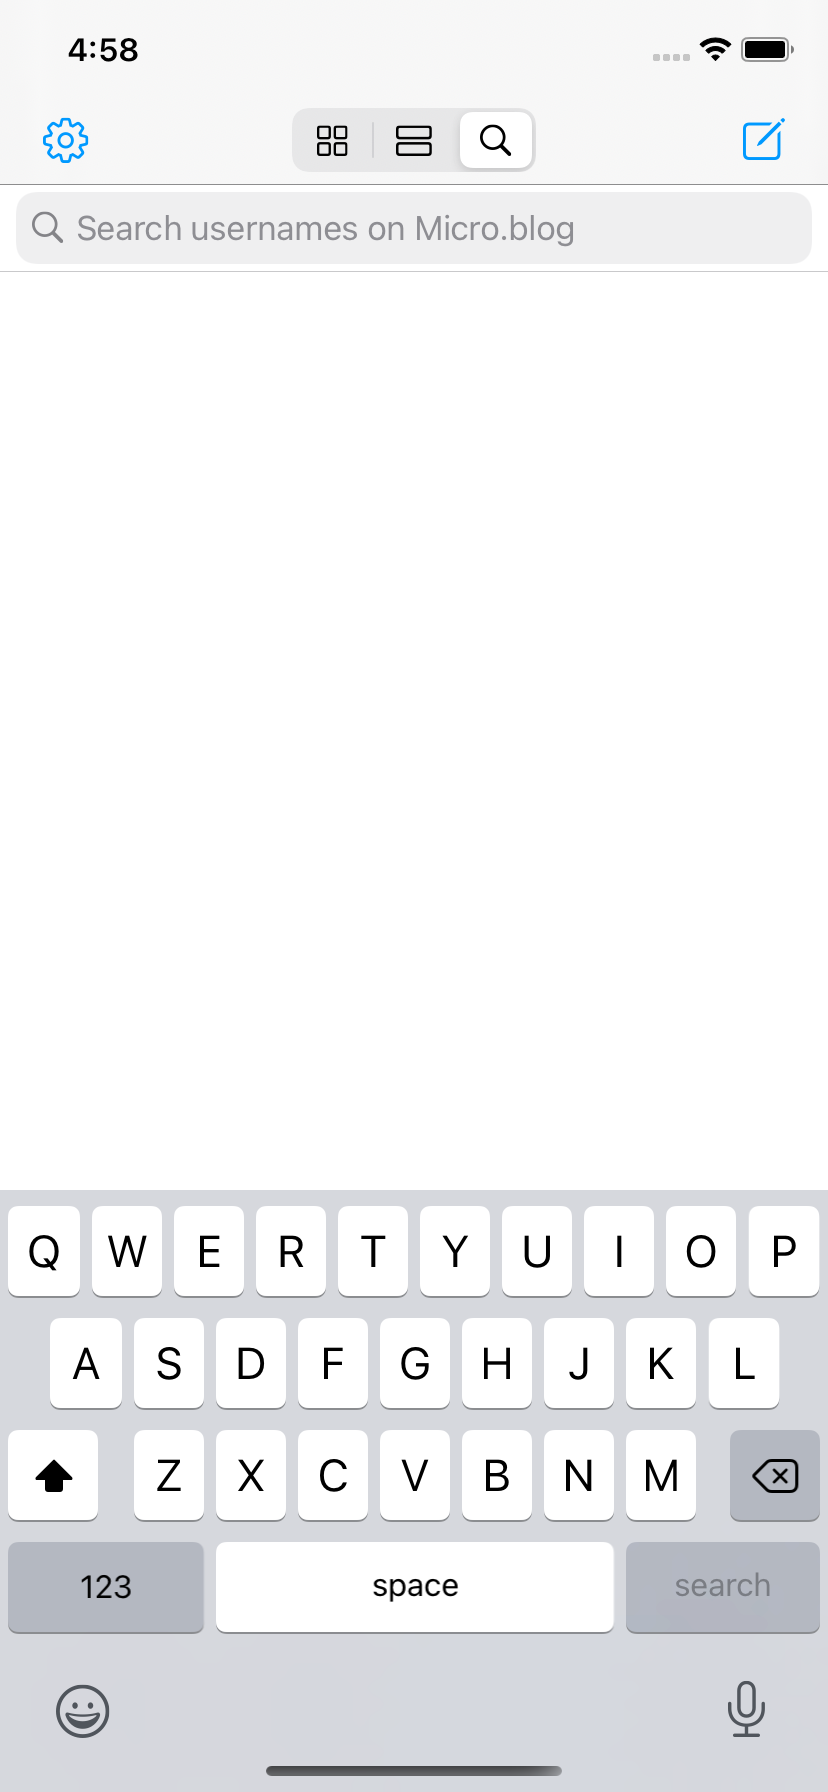 4:58
Search usernames on Micro.blog
Q W E R T Y U I O P
A S D F G H J K L
Z X C V B N M
123 space search